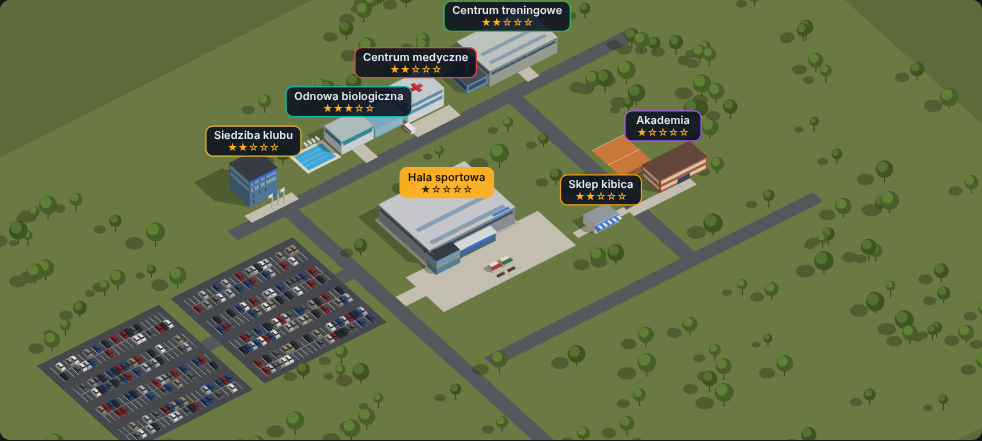 Centrum treningowe
★★☆☆☆
Centrum medyczne
★★☆☆☆
Odnowa biologiczna
★★★☆☆
Siedziba klubu
★★☆☆☆
Akademia
★☆☆☆☆
Hala sportowa
★☆☆☆☆
Sklep kibica
★★☆☆☆